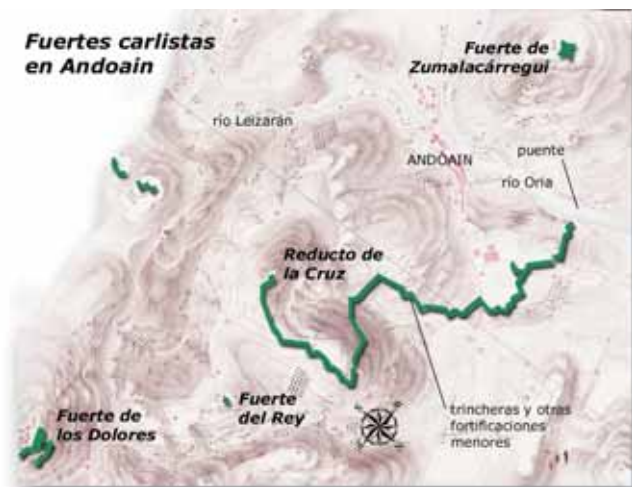 Fuertes carlistas
en Andoain
Fuerte de
Zumalacárregui
río Leizarán
ANDOAIN
puente
río Oria
Reducto de
la Cruz
Fuerte
del Rey
Fuerte de
los Dolores
trincheras y otras
fortificaciones
menores